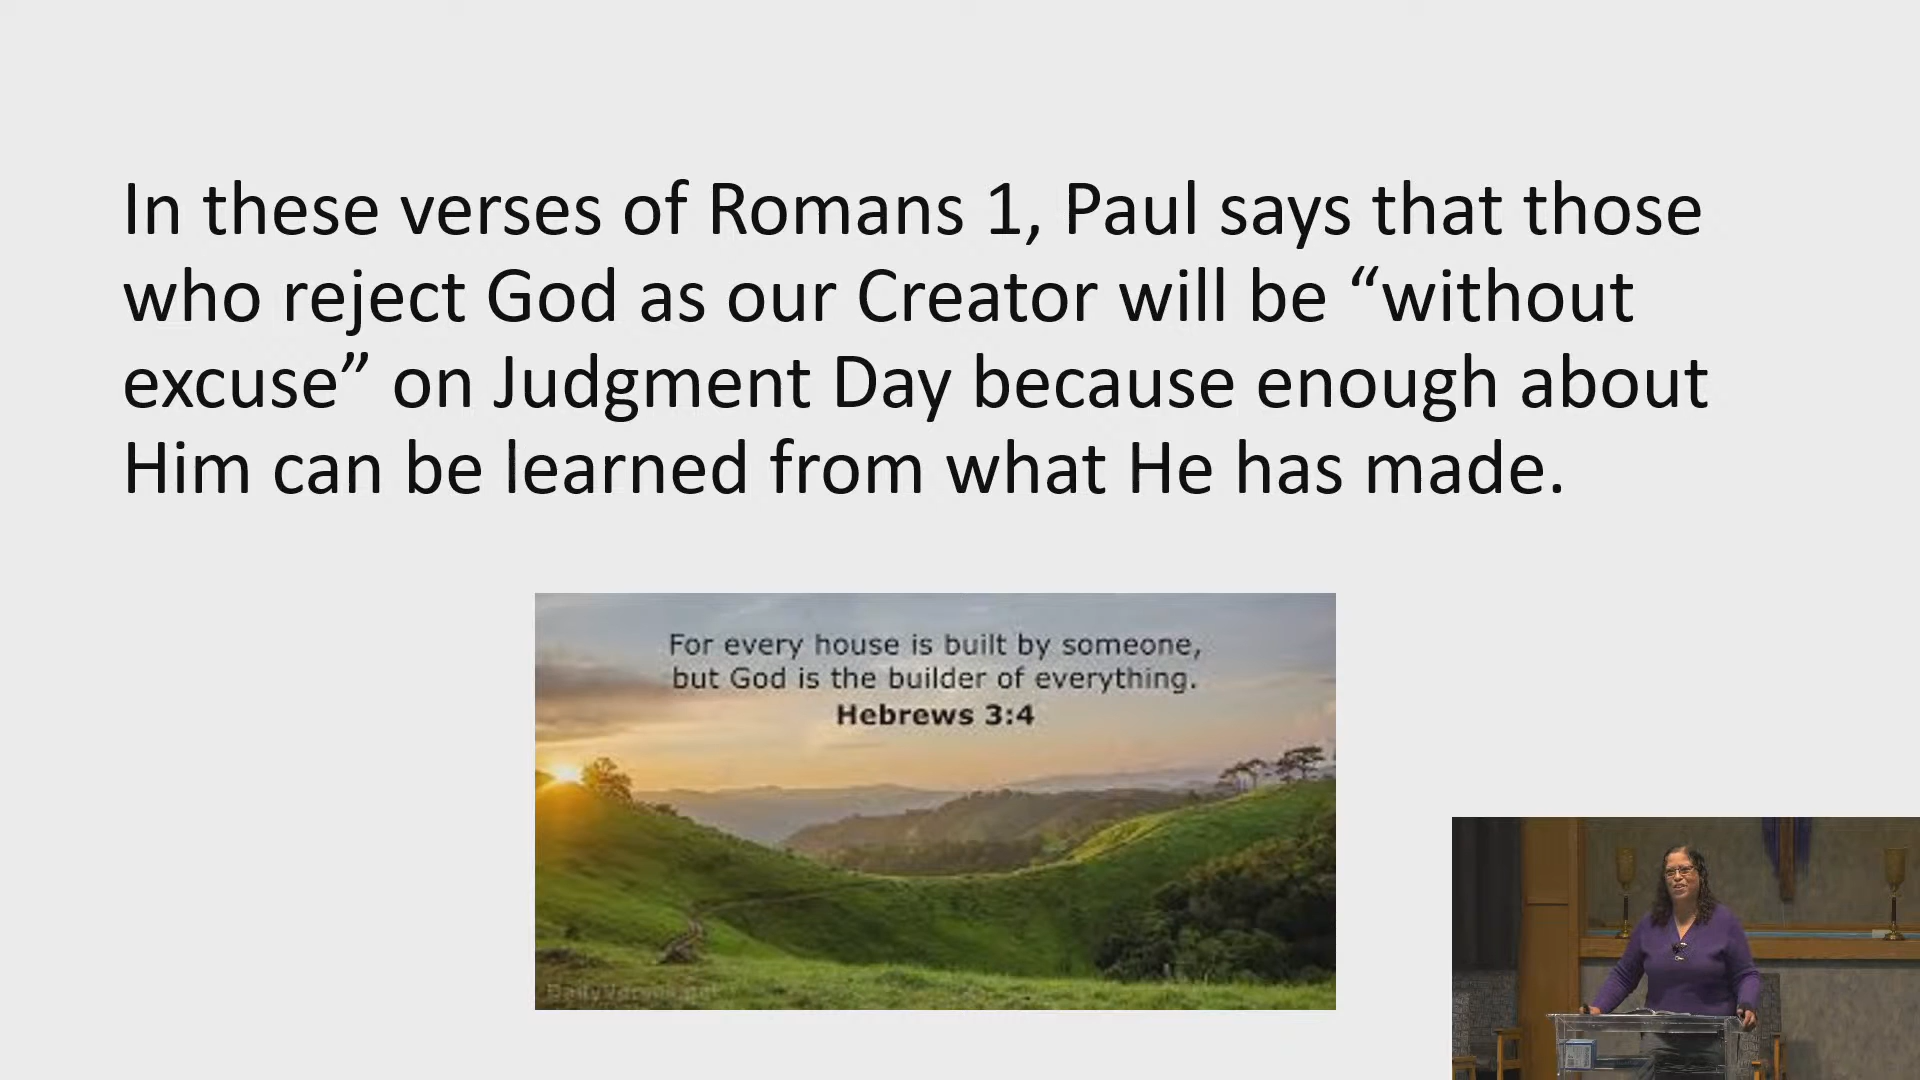 In these verses of Romans 1, Paul says that those
who reject God as our Creator will be “without
excuse” on Judgment Day because enough about
Him can be learned from what He has made.
For every house is built by someone,
but God is the builder of everything.
Hebrews 3:4
DailyVerses.net